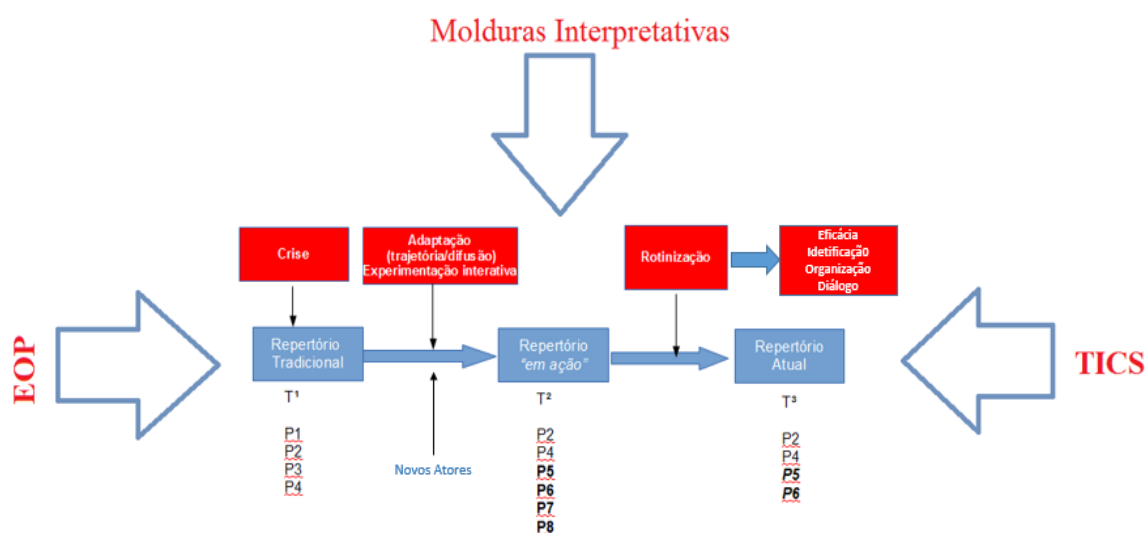 Molduras Interpretativas
Crise
Adaptação
(trajetória/difusão)
Experimentação interativa
Rotinização
Eficácia
Idetificaçã0
Organização
Diálogo
EOP
Repertório
Tradicional
Repertório
“em ação”
Repertório
Atual
TICS
T¹
P1
P2
P3
P4
Novos Atores
T²
P2
P4
P5
P6
P7
P8
T³
P2
P4
P5
P6